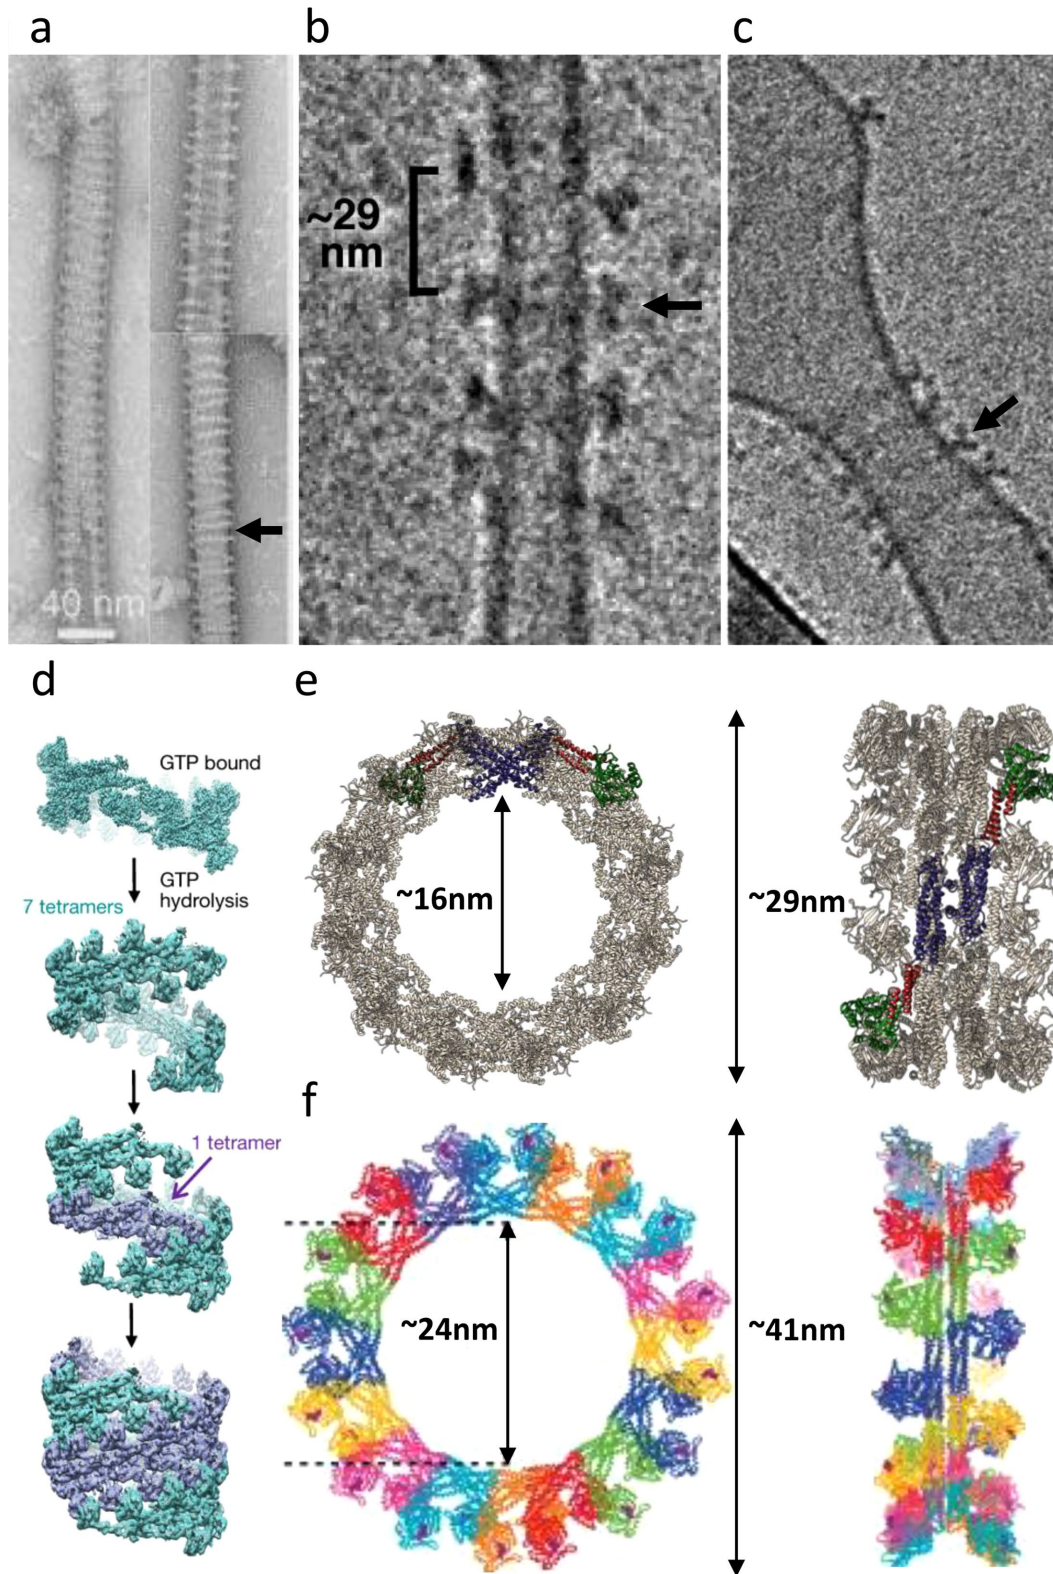 a
b
c
~29
nm
40 nm
d
GTP bound
GTP
hydrolysis
7 tetramers
1 tetramer
e
~16nm
~29nm
f
~24nm
~41nm